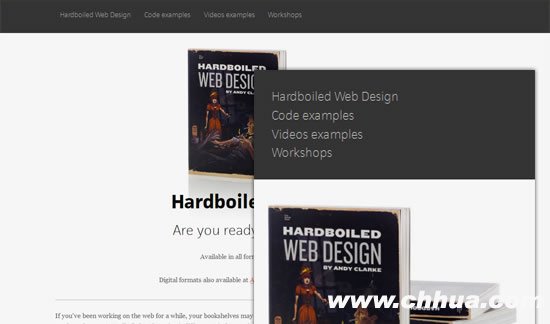 Hardboiled Web Design Code examples Videos examples Workshops
HARDBOILED
WEB DESIGN
BY ANDY CLARKE
Hardboile
Are you ready
Available in all for
Digital formats also available at
If you've been working on the web for a while, your bookshelves may
Hardboiled Web Design
Code examples
Videos examples
Workshops
HARDBOILED
WEB DESIGN
BY ANDY CLARKE
www.chhua.com